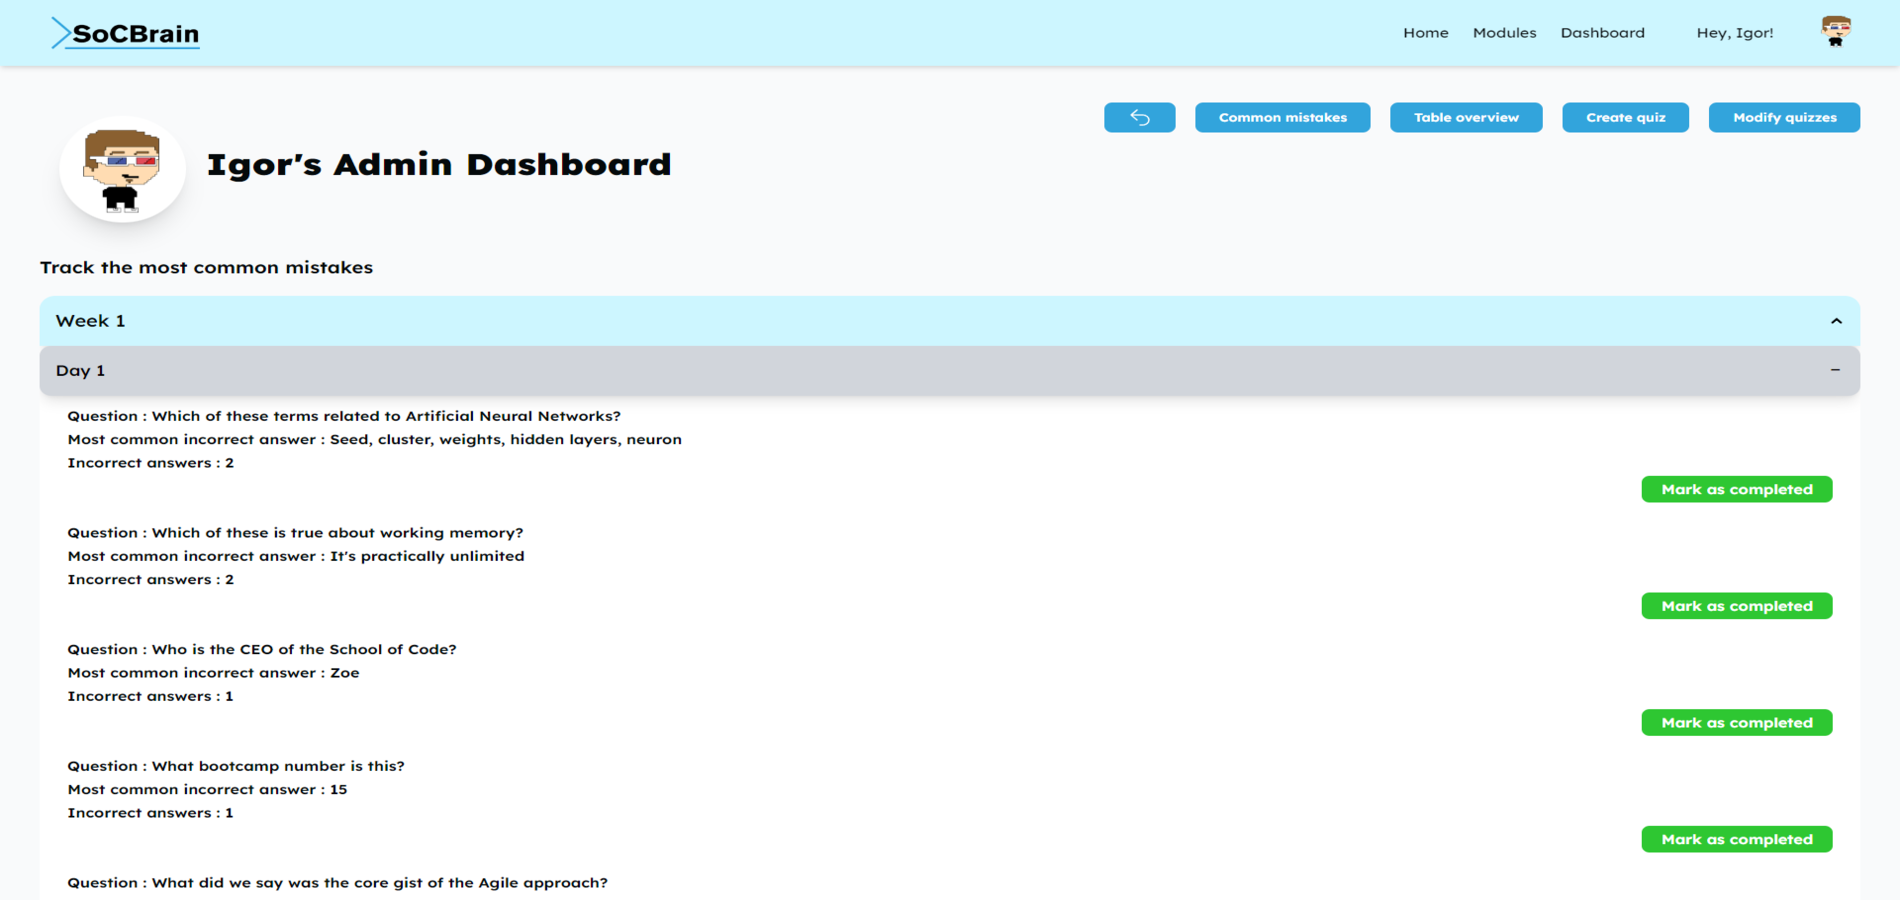 SoCBrain
Home Modules Dashboard Hey, Igor!
Common mistakes Table overview Create quiz Modify quizzes
Igor's Admin Dashboard
Track the most common mistakes
Week 1
Day 1
Question : Which of these terms related to Artificial Neural Networks?
Most common incorrect answer : Seed, cluster, weights, hidden layers, neuron
Incorrect answers : 2
Mark as completed
Question : Which of these is true about working memory?
Most common incorrect answer : It's practically unlimited
Incorrect answers : 2
Mark as completed
Question : Who is the CEO of the School of Code?
Most common incorrect answer : Zoe
Incorrect answers : 1
Mark as completed
Question : What bootcamp number is this?
Most common incorrect answer : 15
Incorrect answers : 1
Mark as completed
Question : What did we say was the core gist of the Agile approach?